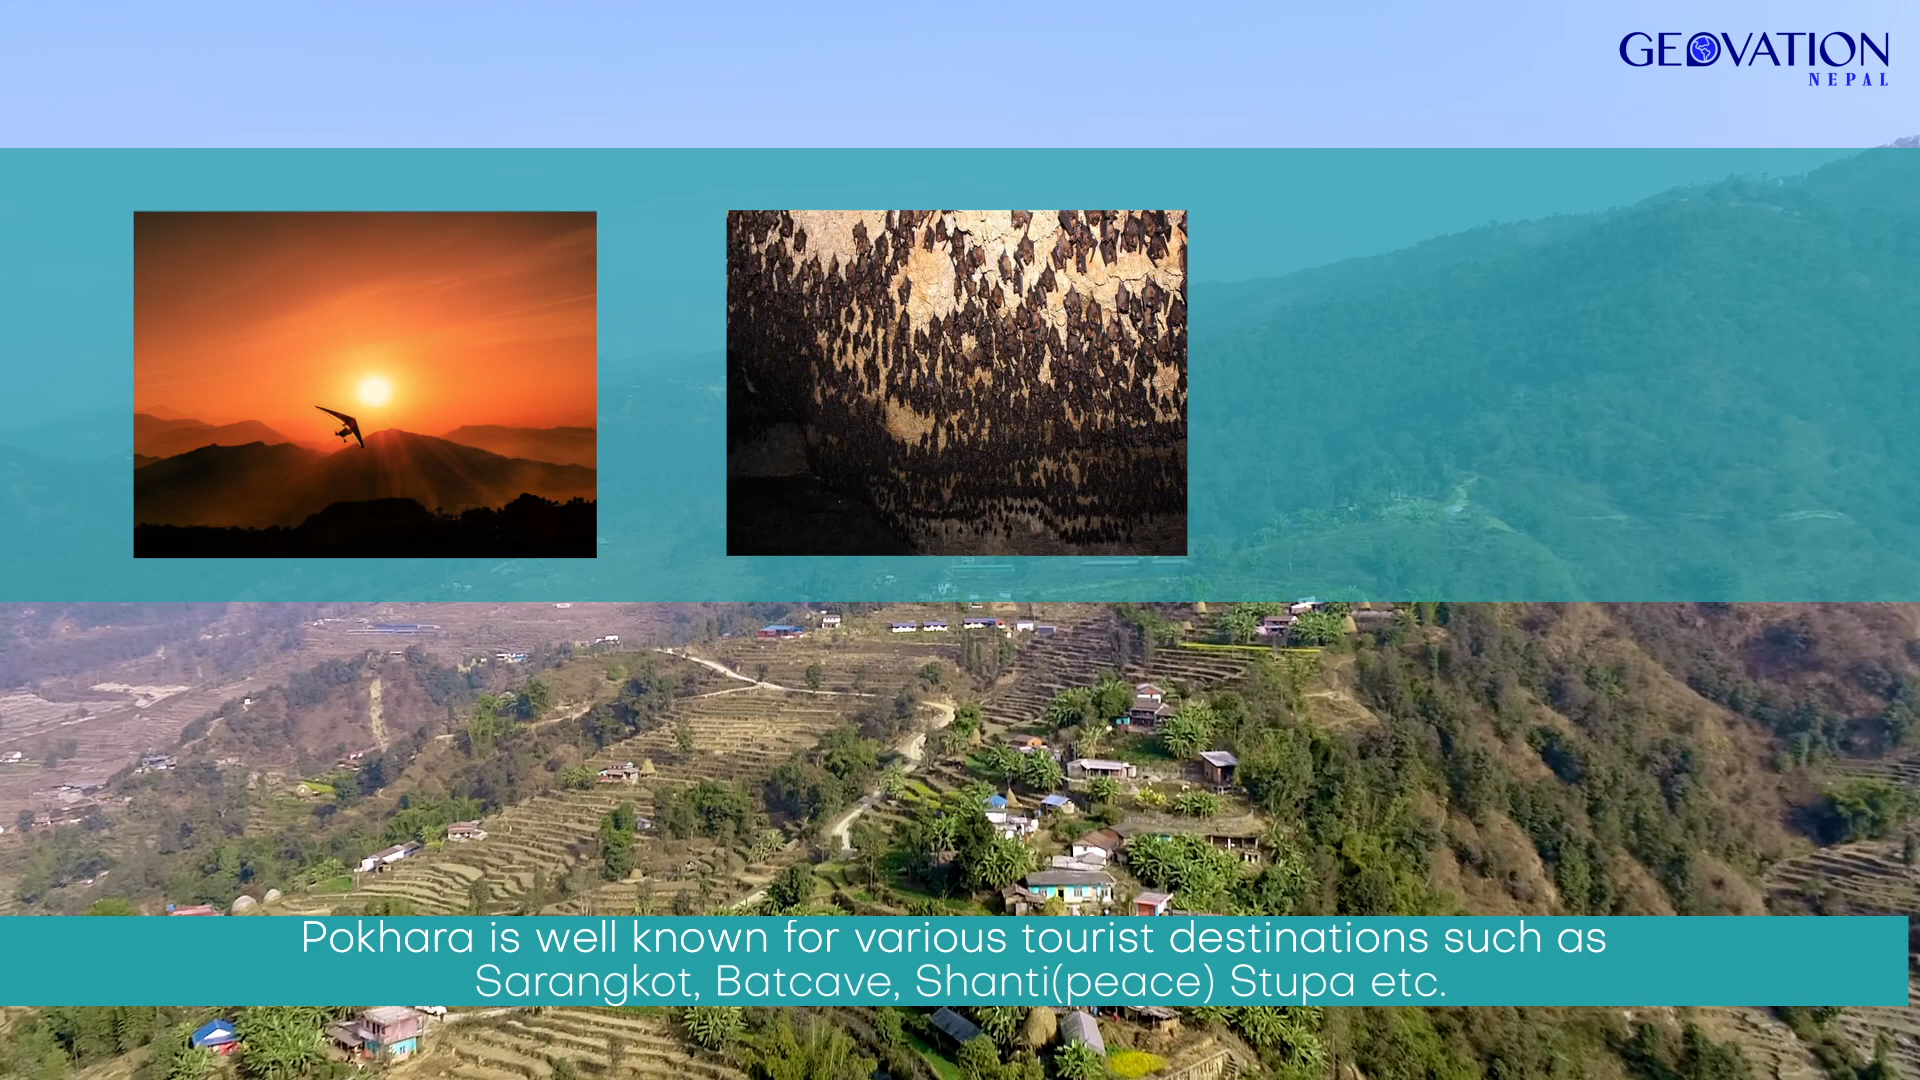 GEOVATION
NEPAL
Pokhara is well known for various tourist destinations such as
Sarangkot, Batcave, Shanti(peace) Stupa etc.